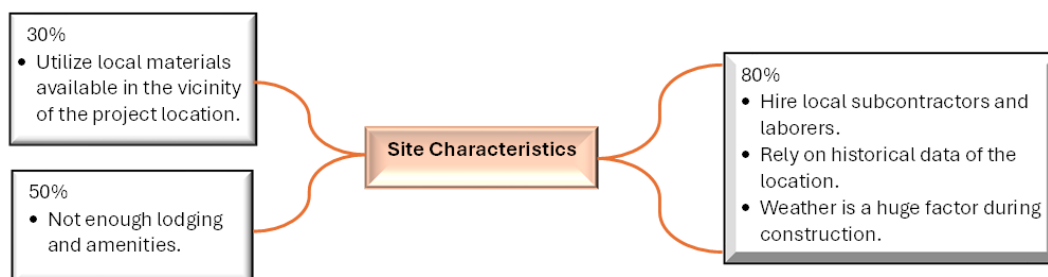 30%
• Utilize local materials
available in the vicinity
of the project location.
50%
• Not enough lodging
and amenities.
Site Characteristics
80%
• Hire local subcontractors and
laborers.
• Rely on historical data of the
location.
• Weather is a huge factor during
construction.